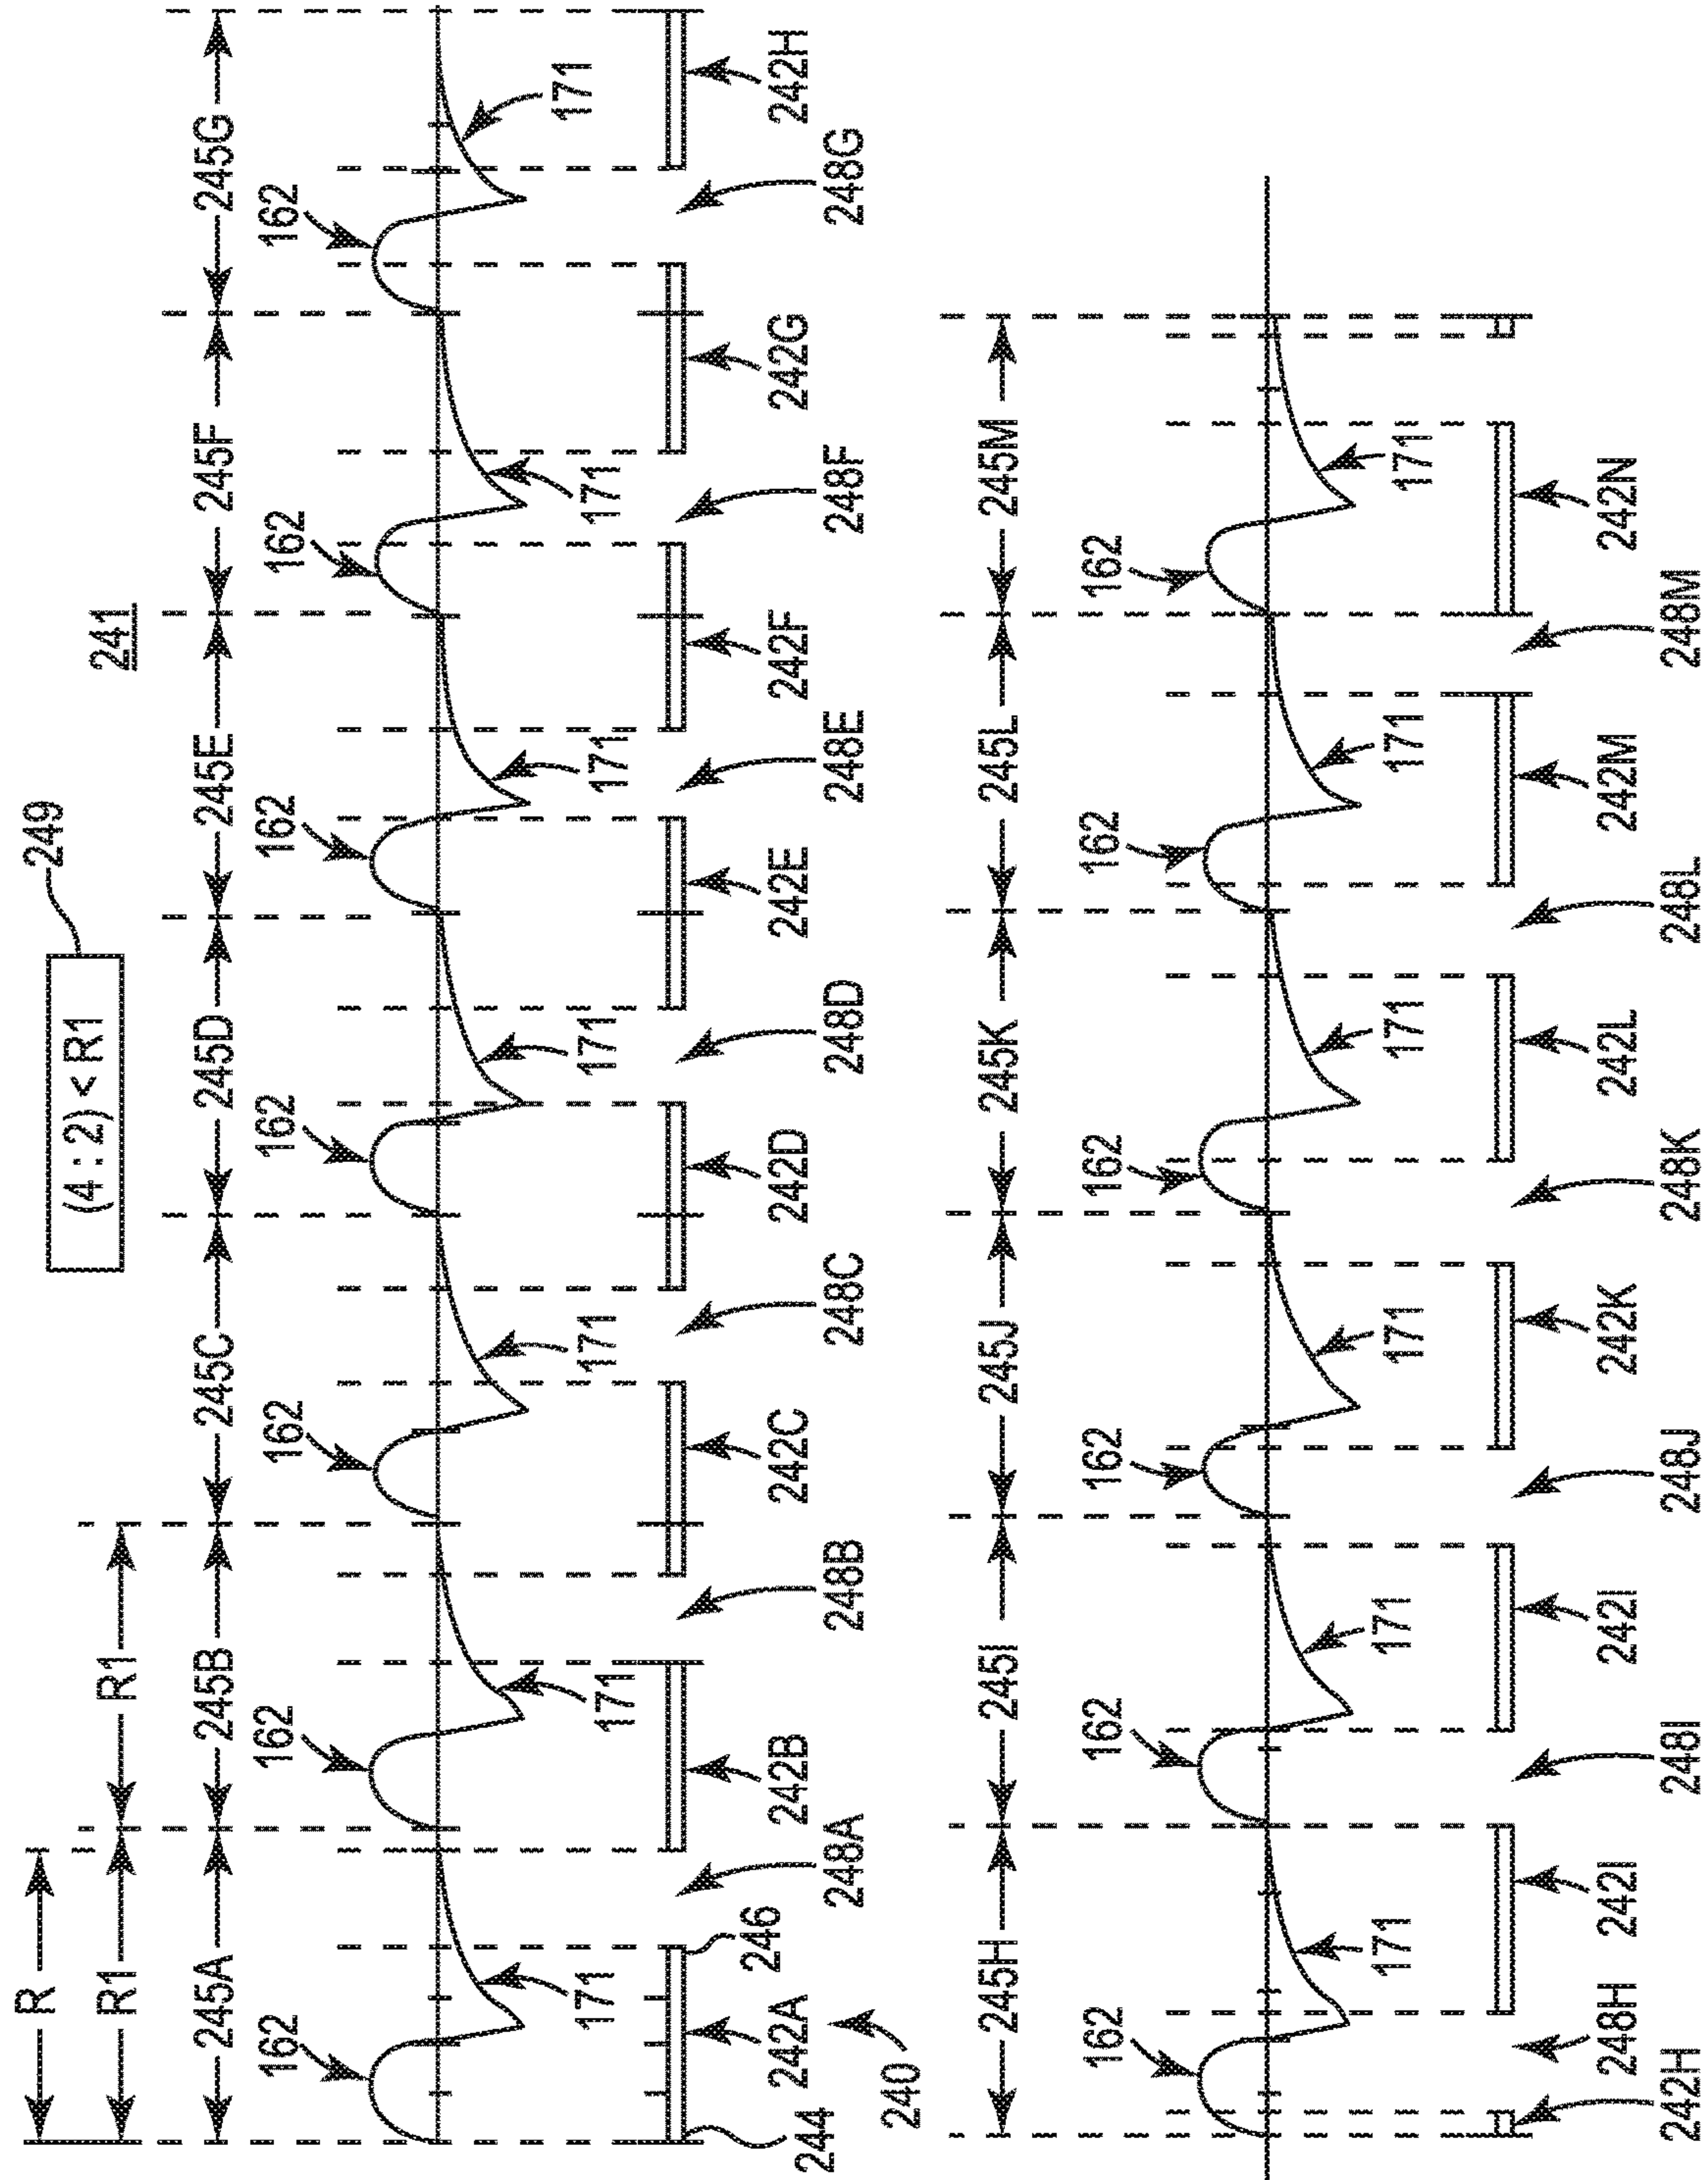 (4 : 2) < R1
249
241
R
R1
R1
245A
245B
245C
245D
245E
245F
245G
162
162
162
162
162
162
162
171
171
171
171
171
171
171
244
242A
246
242B
242C
242D
242E
242F
242G
242H
240
248A
248B
248C
248D
248E
248F
248G
245H
245I
245J
245K
245L
245M
162
162
162
162
162
162
171
171
171
171
171
171
242H
248H
242I
242I
242K
242L
242M
242N
248I
248J
248K
248L
248M